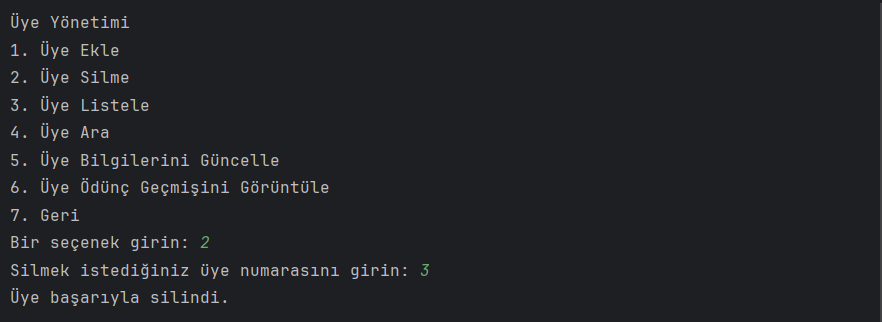 Üye Yönetimi
1. Üye Ekle
2. Üye Silme
3. Üye Listele
4. Üye Ara
5. Üye Bilgilerini Güncelle
6. Üye Ödünç Geçmişini Görüntüle
7. Geri
Bir seçenek girin: 2
Silmek istediğiniz üye numarasını girin: 3
Üye başarıyla silindi.